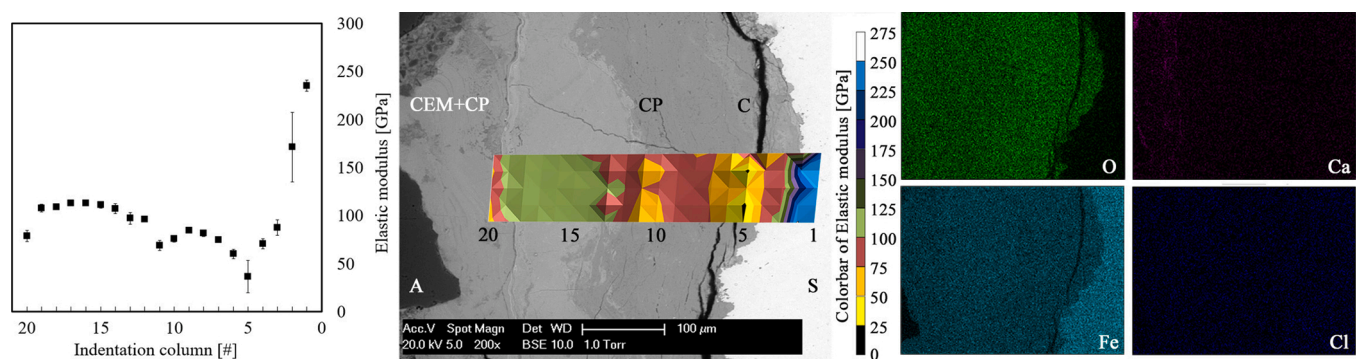 300
250
200
150
100
50
0
Elastic modulus [GPa]
20 15 10 5 0
Indentation column [#]
CEM+CP
CP
C
20 15 10 5 1
A
S
Acc.V Spot Magn Det WD
20.0 kV 5.0 200x BSE 10.0 1.0 Torr
100 µm
Colorbar of Elastic modulus [GPa]
275
250
225
200
175
150
125
100
75
50
25
0
O
Ca
Fe
Cl